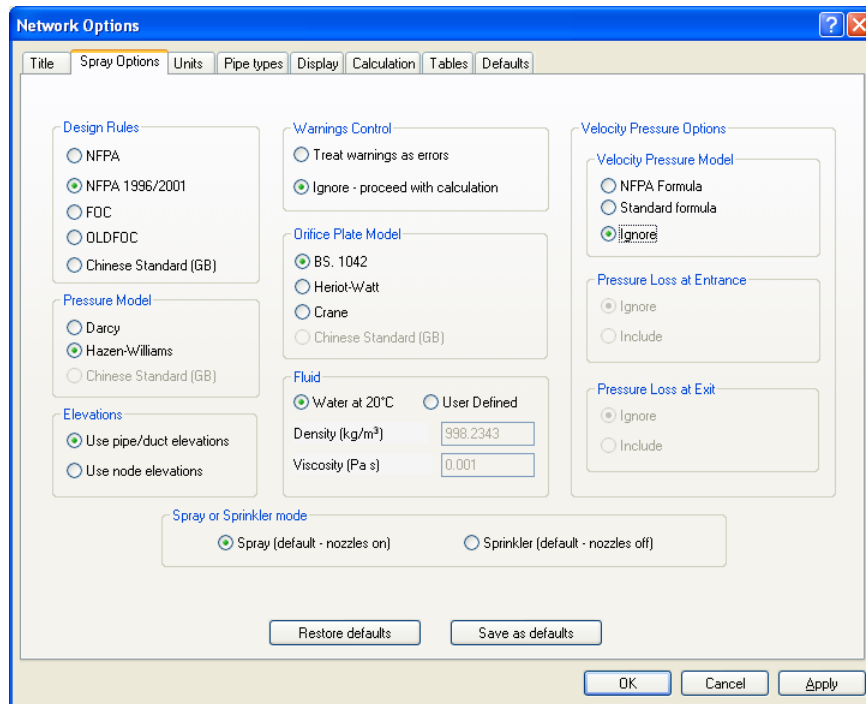 Network Options
Title Spray Options Units Pipe types Display Calculation Tables Defaults
Design Rules
NFPA
NFPA 1996/2001
FOC
OLDFOC
Chinese Standard (GB)
Pressure Model
Darcy
Hazen-Williams
Chinese Standard (GB)
Elevations
Use pipe/duct elevations
Use node elevations
Warnings Control
Treat warnings as errors
Ignore - proceed with calculation
Orifice Plate Model
BS. 1042
Heriot-Watt
Crane
Chinese Standard (GB)
Fluid
Water at 20°C User Defined
Density (kg/m³) 998.2343
Viscosity (Pa s) 0.001
Velocity Pressure Options
Velocity Pressure Model
NFPA Formula
Standard formula
Ignore
Pressure Loss at Entrance
Ignore
Include
Pressure Loss at Exit
Ignore
Include
Spray or Sprinkler mode
Spray (default - nozzles on) Sprinkler (default - nozzles off)
Restore defaults Save as defaults
OK Cancel Apply